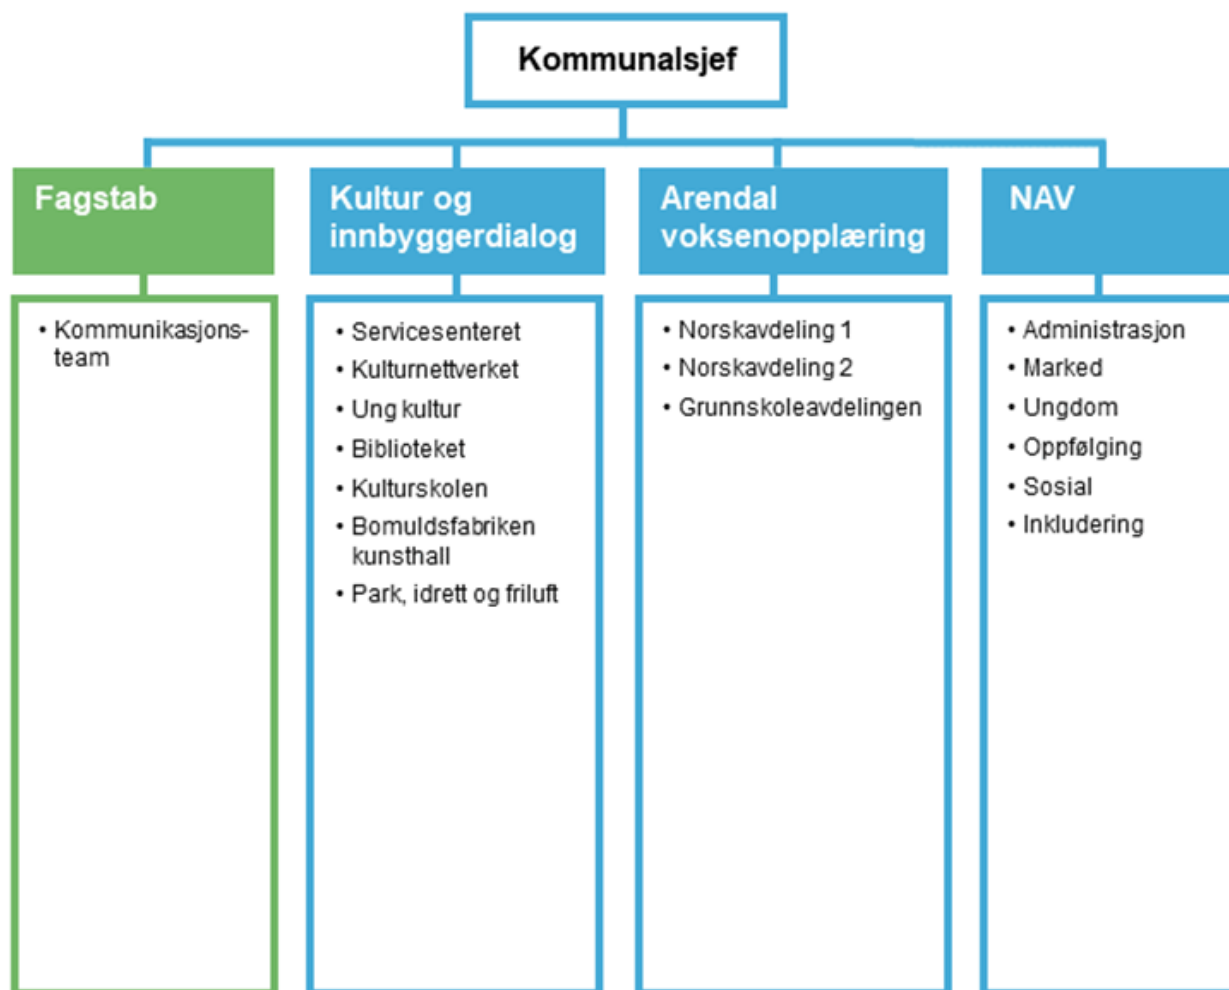 Kommunalsjef
Fagstab
• Kommunikasjons-
team
Kultur og
innbyggerdialog
• Servicesenteret
• Kulturnettverket
• Ung kultur
• Biblioteket
• Kulturskolen
• Bomuldsfabriken
kunsthall
• Park, idrett og friluft
Arendal
voksenopplæring
• Norskavdeling 1
• Norskavdeling 2
• Grunnskoleavdelingen
NAV
• Administrasjon
• Marked
• Ungdom
• Oppfølging
• Sosial
• Inkludering